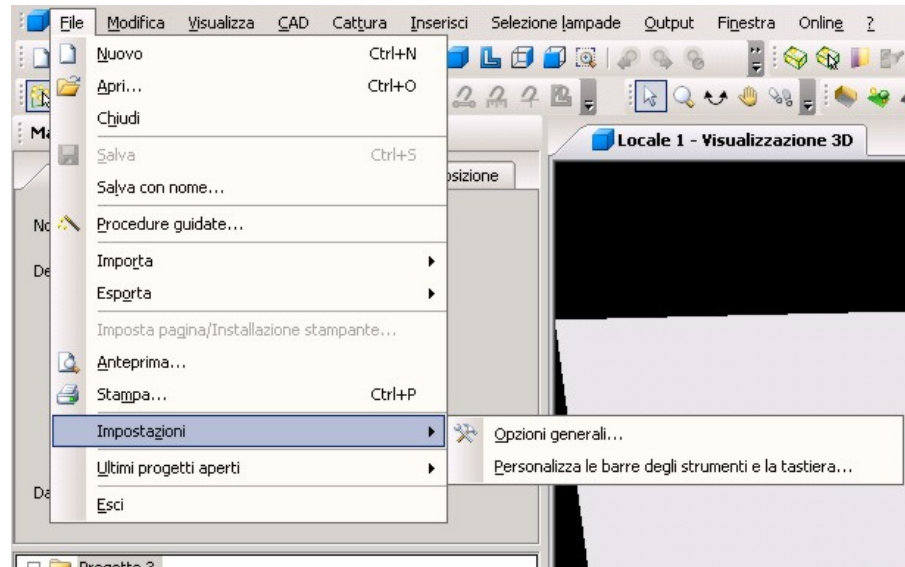 File Modifica Visualizza CAD Cattura Inserisci Selezione lampade Output Finestra Online ?
Nuovo Ctrl+N
Apri... Ctrl+O
Chiudi
Locale 1 - Visualizzazione 3D
Salva Ctrl+S
Salva con nome...
Procedure guidate...
Importa
Esporta
Imposta pagina/Installazione stampante...
Anteprima...
Stampa... Ctrl+P
Impostazioni
Opzioni generali...
Ultimi progetti aperti
Personalizza le barre degli strumenti e la tastiera...
Esci
Progetto 3